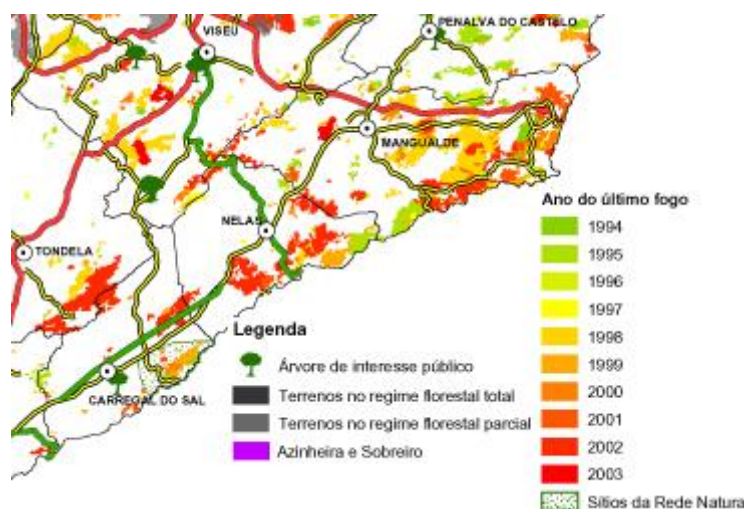 VISEU
PENALVA DO CASTELO
MANGUALDE
NELAS
TONDELA
CARREGAL DO SAL
Legenda
Árvore de interesse público
Terrenos no regime florestal total
Terrenos no regime florestal parcial
Azinheira e Sobreiro
Ano do último fogo
1994
1995
1996
1997
1998
1999
2000
2001
2002
2003
Sítios da Rede Natura